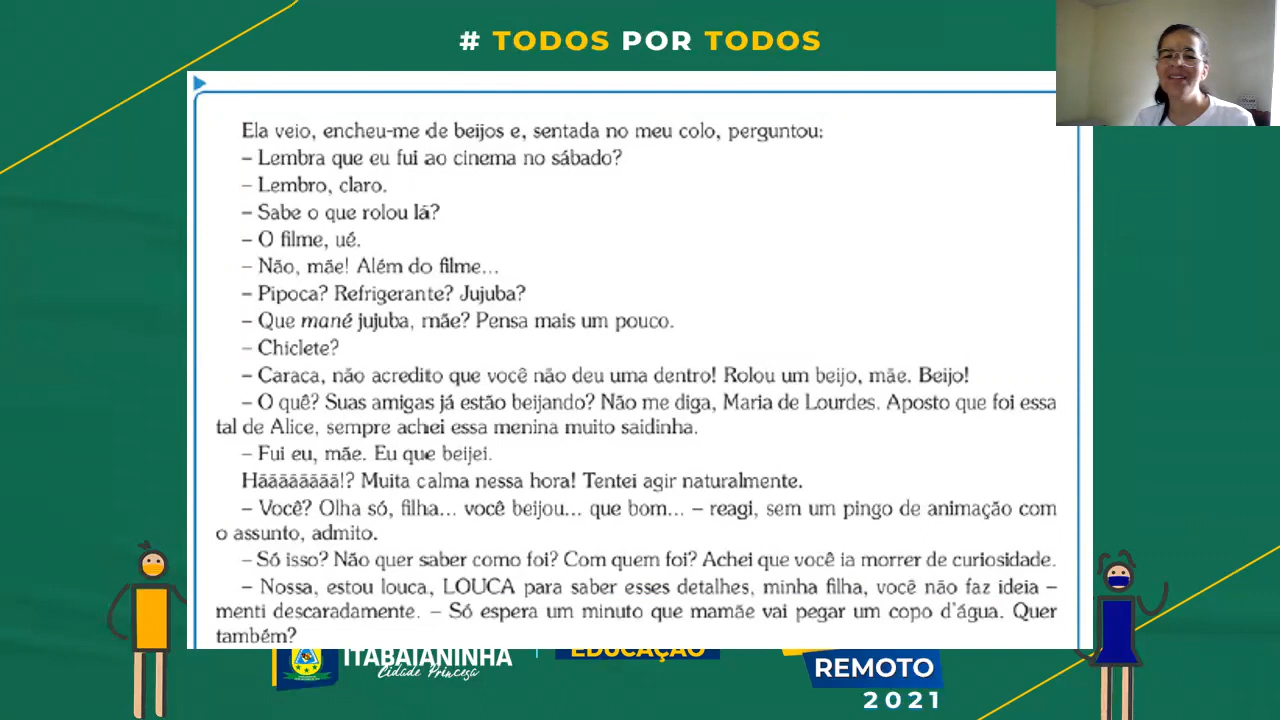 # TODOS POR TODOS
Ela veio, encheu-me de beijos e, sentada no meu colo, perguntou:
– Lembra que eu fui ao cinema no sábado?
– Lembro, claro.
– Sabe o que rolou lá?
– O filme, ué.
– Não, mãe! Além do filme...
– Pipoca? Refrigerante? Jujuba?
– Que mané jujuba, mãe? Pensa mais um pouco.
– Chiclete?
– Caraca, não acredito que você não deu uma dentro! Rolou um beijo, mãe. Beijo!
– O quê? Suas amigas já estão beijando? Não me diga, Maria de Lourdes. Aposto que foi essa
tal de Alice, sempre achei essa menina muito saidinha.
– Fui eu, mãe. Eu que beijei.
Hãããããããã!? Muita calma nessa hora! Tentei agir naturalmente.
– Você? Olha só, filha... você beijou... que bom... – reagi, sem um pingo de animação com
o assunto, admito.
– Só isso? Não quer saber como foi? Com quem foi? Achei que você ia morrer de curiosidade.
– Nossa, estou louca, LOUCA para saber esses detalhes, minha filha, você não faz ideia –
menti descaradamente. – Só espera um minuto que mamãe vai pegar um copo d'água. Quer
também?
ITABAIANINHA
Cidade Princesa
EDUCAÇÃO
REMOTO
2021